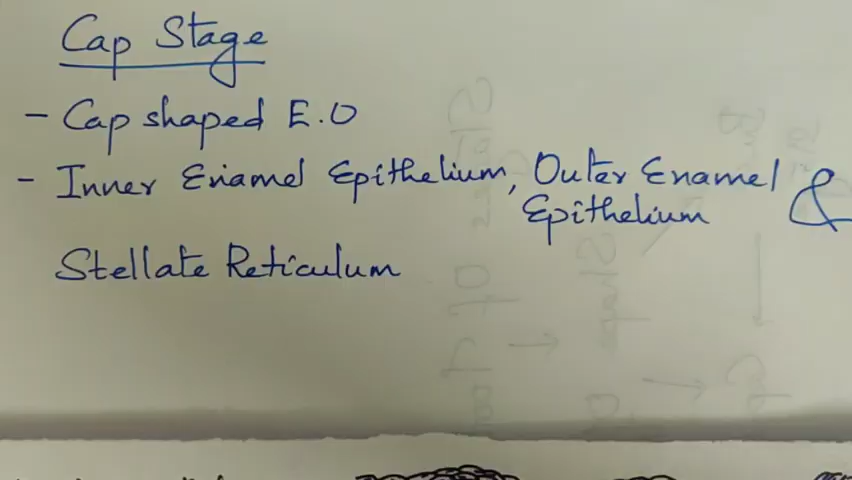 Cap Stage
- Cap shaped E.O
- Inner Enamel Epithelium, Outer Enamel &
Epithelium
Stellate Reticulum